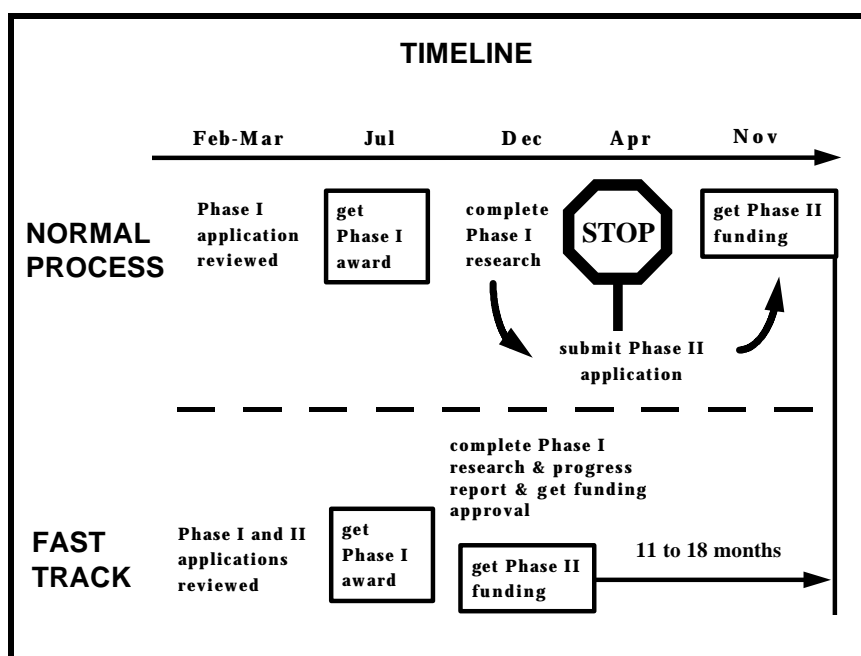 TIMELINE
Feb-Mar Jul Dec Apr Nov
NORMAL
PROCESS
Phase I
application
reviewed
get
Phase I
award
complete
Phase I
research
STOP
submit Phase II
application
get Phase II
funding
FAST
TRACK
Phase I and II
applications
reviewed
get
Phase I
award
complete Phase I
research & progress
report & get funding
approval
get Phase II
funding
11 to 18 months